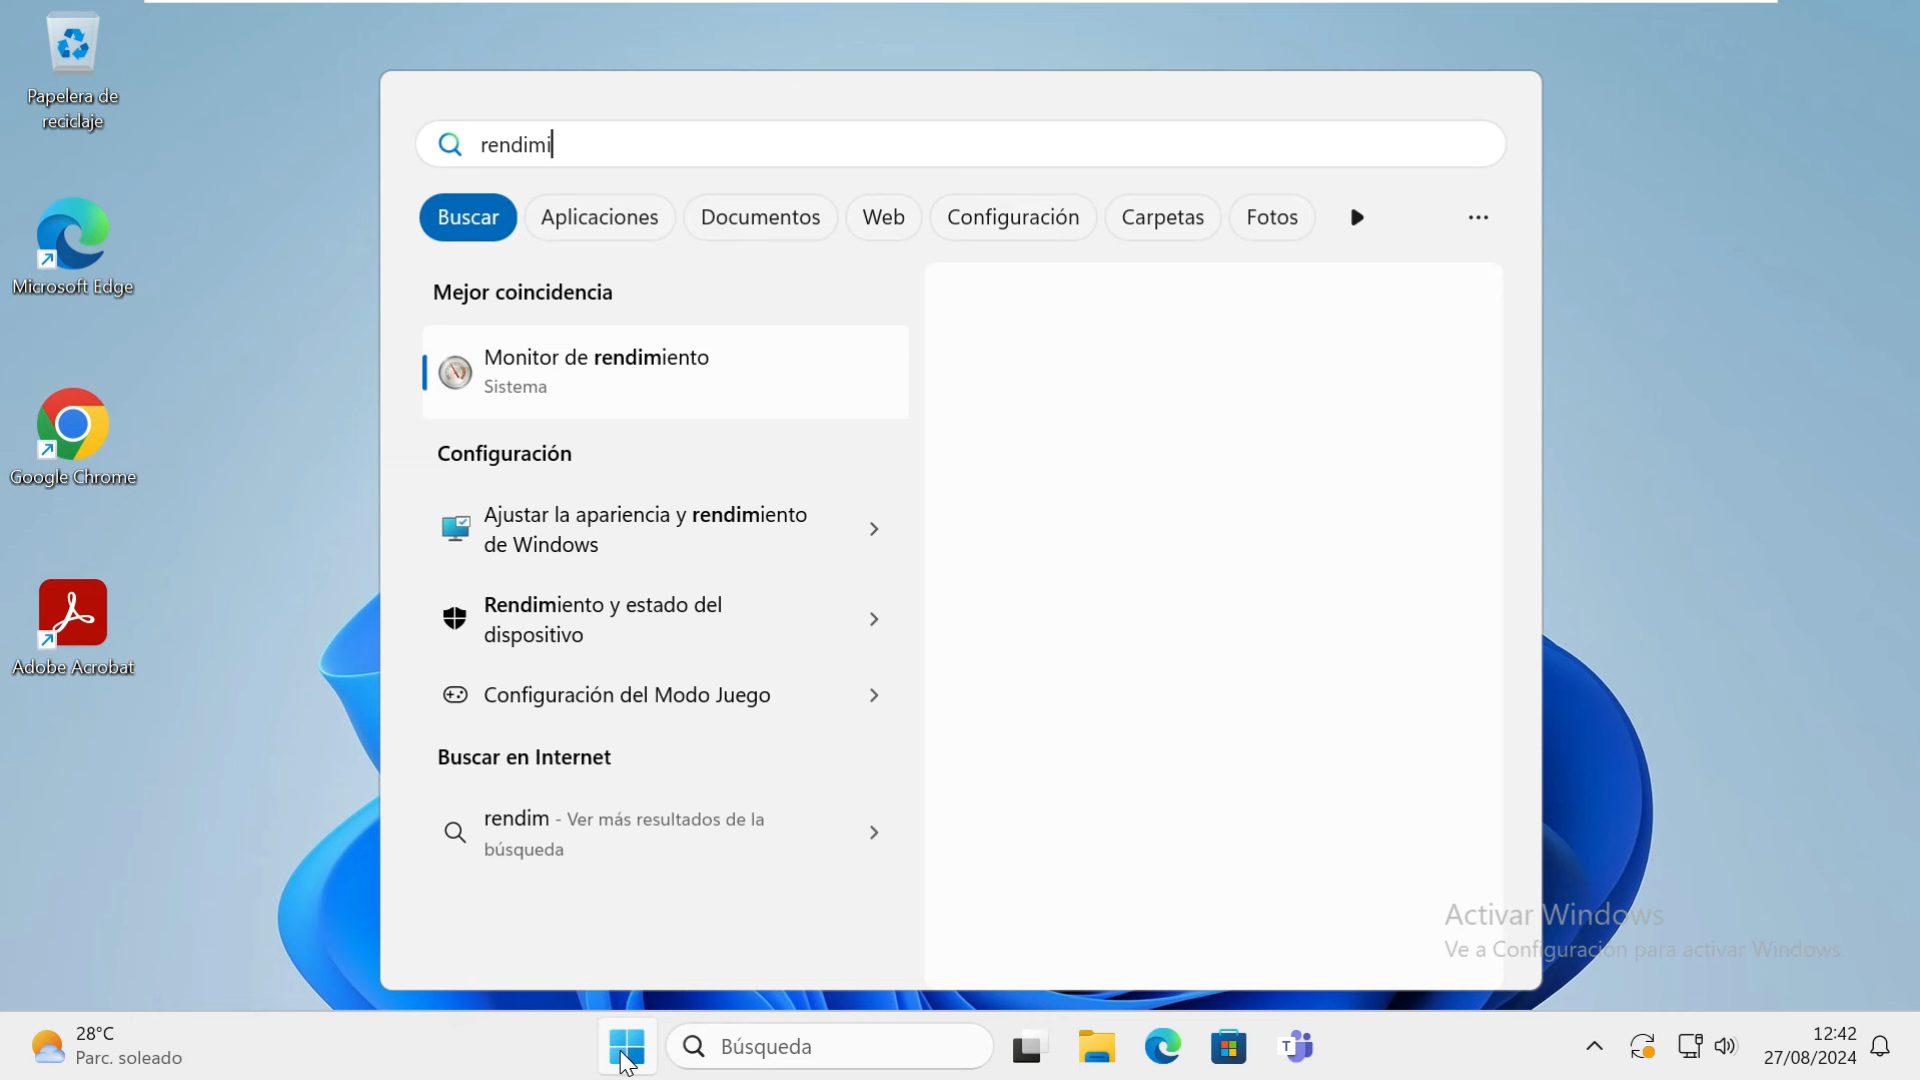 Papelera de
reciclaje
Microsoft Edge
Google Chrome
Adobe Acrobat
rendimi
Buscar
Aplicaciones
Documentos
Web
Configuración
Carpetas
Fotos
Mejor coincidencia
Monitor de rendimiento
Sistema
Configuración
Ajustar la apariencia y rendimiento
de Windows
Rendimiento y estado del
dispositivo
Configuración del Modo Juego
Buscar en Internet
rendim - Ver más resultados de la
búsqueda
Activar Windows
Ve a Configuración para activar Windows.
28°C
Parc. soleado
Búsqueda
12:42
27/08/2024